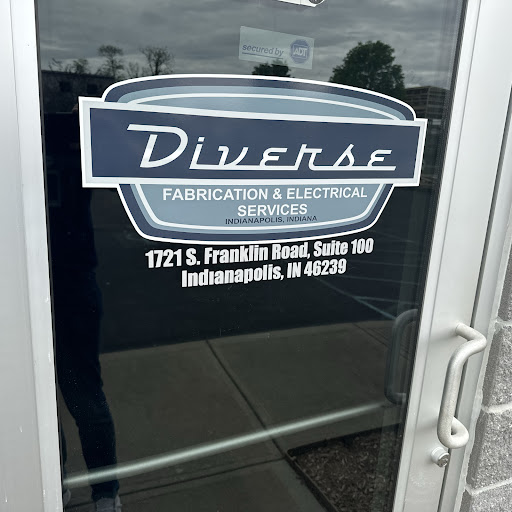 secured by ADT
Diverse
FABRICATION & ELECTRICAL
SERVICES
INDIANAPOLIS, INDIANA
1721 S. Franklin Road, Suite 100
Indianapolis, IN 46239